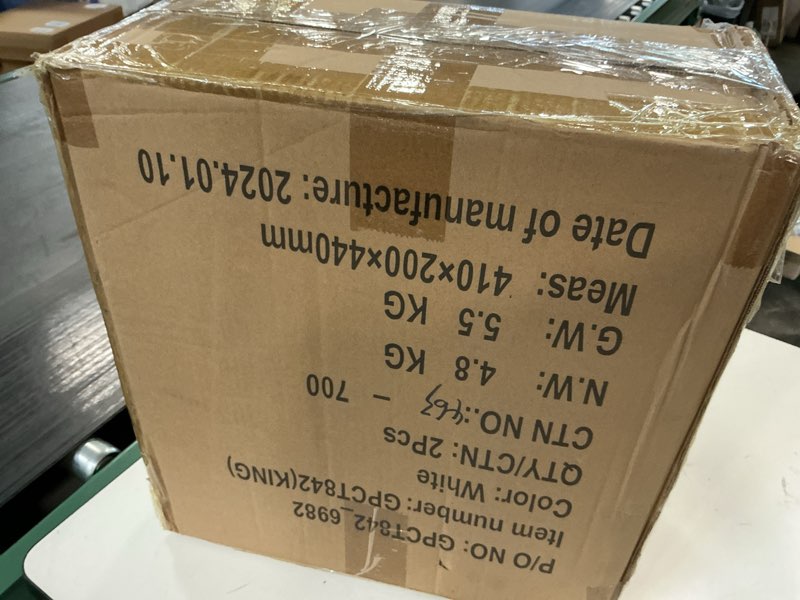 P/O NO: GPCT842_6982
Item number: GPCT842(KING)
Color: White
QTY/CTN: 2Pcs
CTN NO.: 463 - 700
N.W: 4.8 KG
G.W: 5.5 KG
Meas: 410×200×440mm
Date of manufacture: 2024.01.10